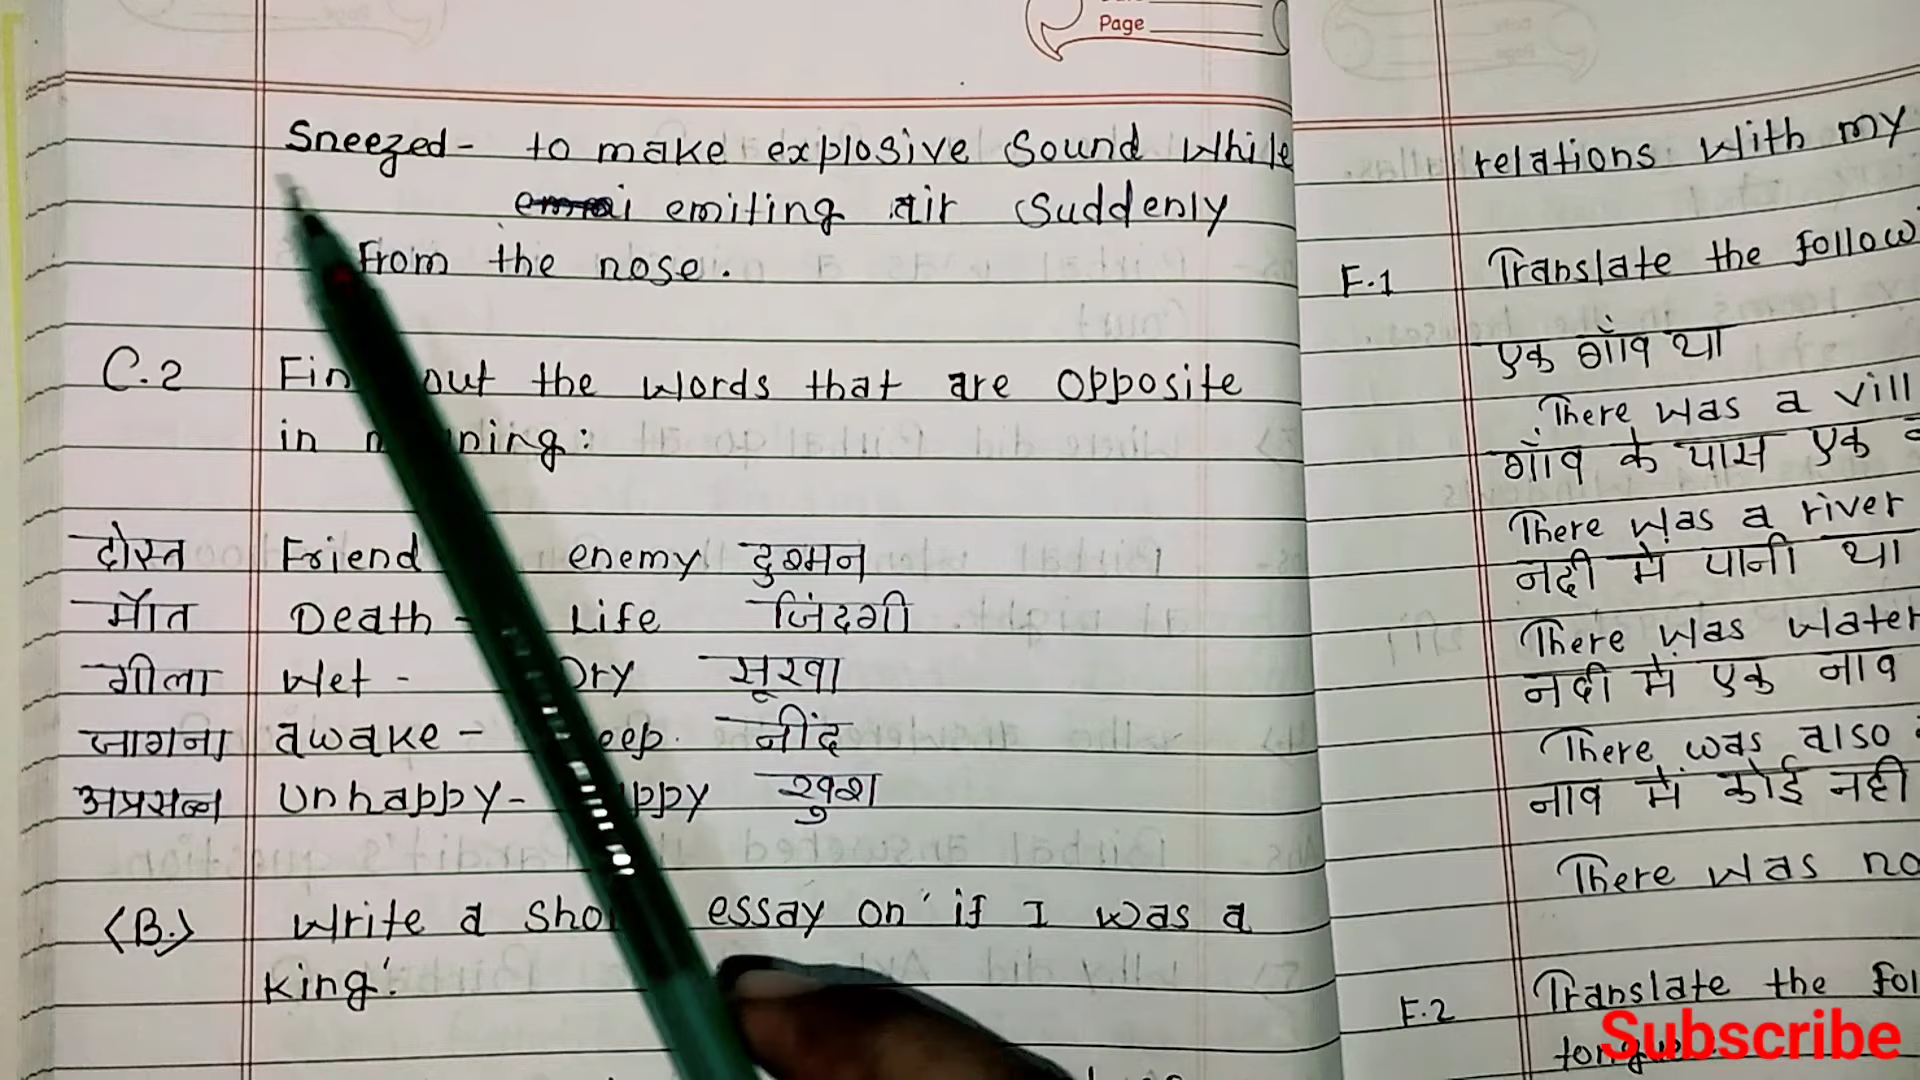 Page
Sneezed - to make explosive Sound while
emiting air Suddenly
from the nose.
C.2 out the words that are opposite
in :
दोस्त Friend enemy दुश्मन
मौत Death - Life जिंदगी
गीला Wet - Dry सूखा
जागना awake - नींद
अप्रसन्न Unhappy - खुश
(B.) Write a essay on 'if I was a
king'.
relations with my
F.1 Translate the
एक गाँव था
There was a
गाँव के पास एक
There was a river
नदी में पानी था
There was water
नदी में एक नाव
There was also
नाव में कोई नही
There was
F.2 Translate the
Subscribe